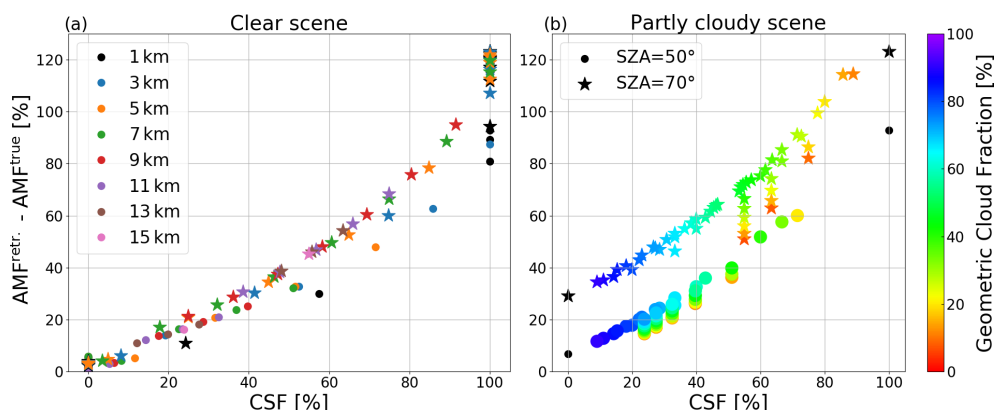 (a)
Clear scene
(b)
Partly cloudy scene
AMF^retr. - AMF^true [%]
120
100
80
60
40
20
0
1 km
3 km
5 km
7 km
9 km
11 km
13 km
15 km
0 20 40 60 80 100
CSF [%]
120
100
80
60
40
20
0
SZA=50°
SZA=70°
0 20 40 60 80 100
CSF [%]
100
80
60
40
20
0
Geometric Cloud Fraction [%]